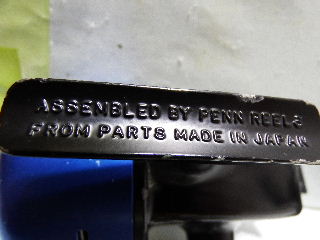 ASSEMBLED BY PENN REELS
FROM PARTS MADE IN JAPAN